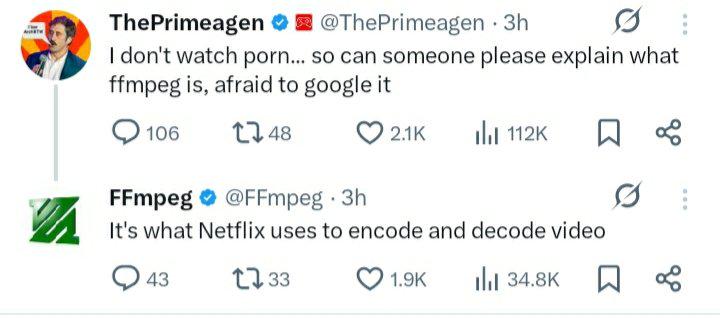 ThePrimeagen @ThePrimeagen · 3h
I don't watch porn... so can someone please explain what
ffmpeg is, afraid to google it
106 48 2.1K 112K
FFmpeg @FFmpeg · 3h
It's what Netflix uses to encode and decode video
43 33 1.9K 34.8K